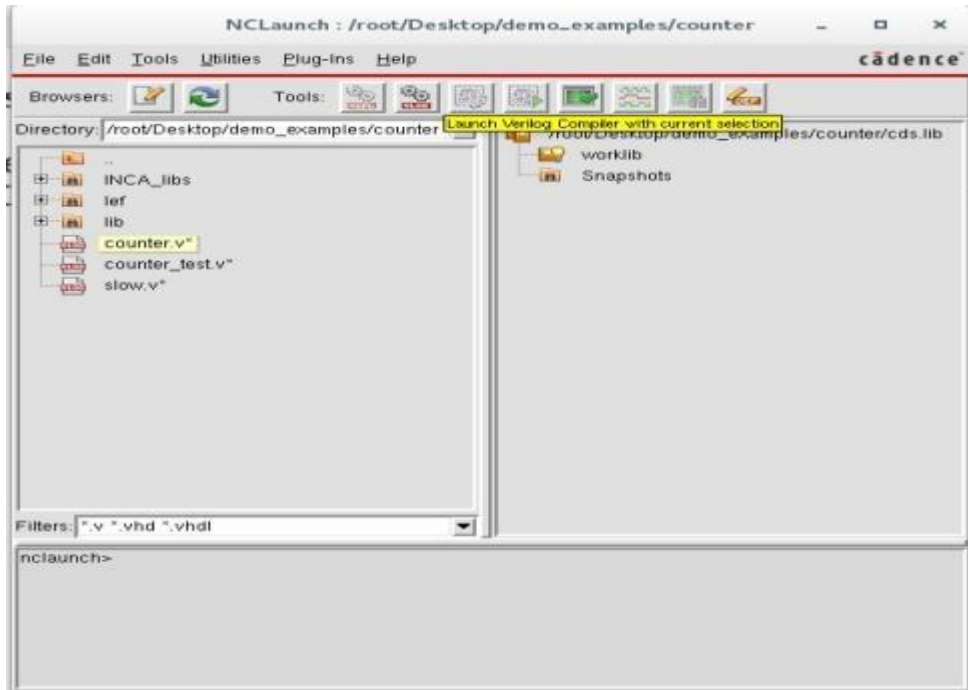 NCLaunch : /root/Desktop/demo_examples/counter
File Edit Tools Utilities Plug-Ins Help
cādence
Browsers: Tools:
Launch Verilog Compiler with current selection
Directory: /root/Desktop/demo_examples/counter
/root/Desktop/demo_examples/counter/cds.lib
..
INCA_libs
lef
lib
counter.v*
counter_test.v*
slow.v*
worklib
Snapshots
Filters: *.v *.vhd *.vhdl
nclaunch>